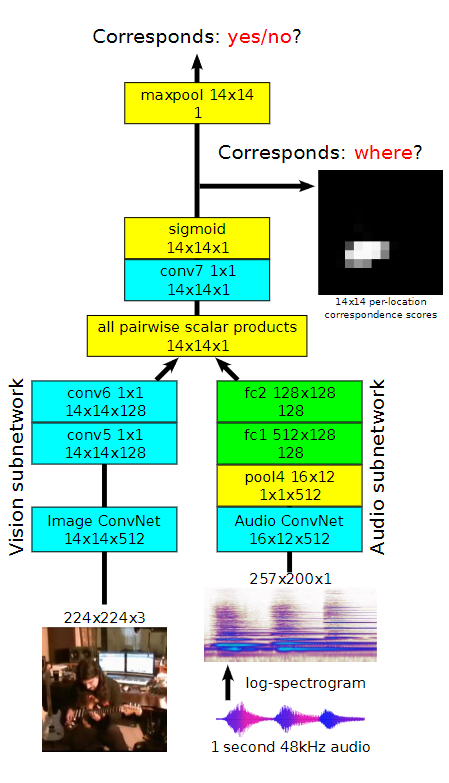 Corresponds: yes/no?
maxpool 14x14
1
Corresponds: where?
sigmoid
14x14x1
conv7 1x1
14x14x1
14x14 per-location
correspondence scores
all pairwise scalar products
14x14x1
Vision subnetwork
conv6 1x1
14x14x128
conv5 1x1
14x14x128
Image ConvNet
14x14x512
224x224x3
Audio subnetwork
fc2 128x128
128
fc1 512x128
128
pool4 16x12
1x1x512
Audio ConvNet
16x12x512
257x200x1
log-spectrogram
1 second 48kHz audio